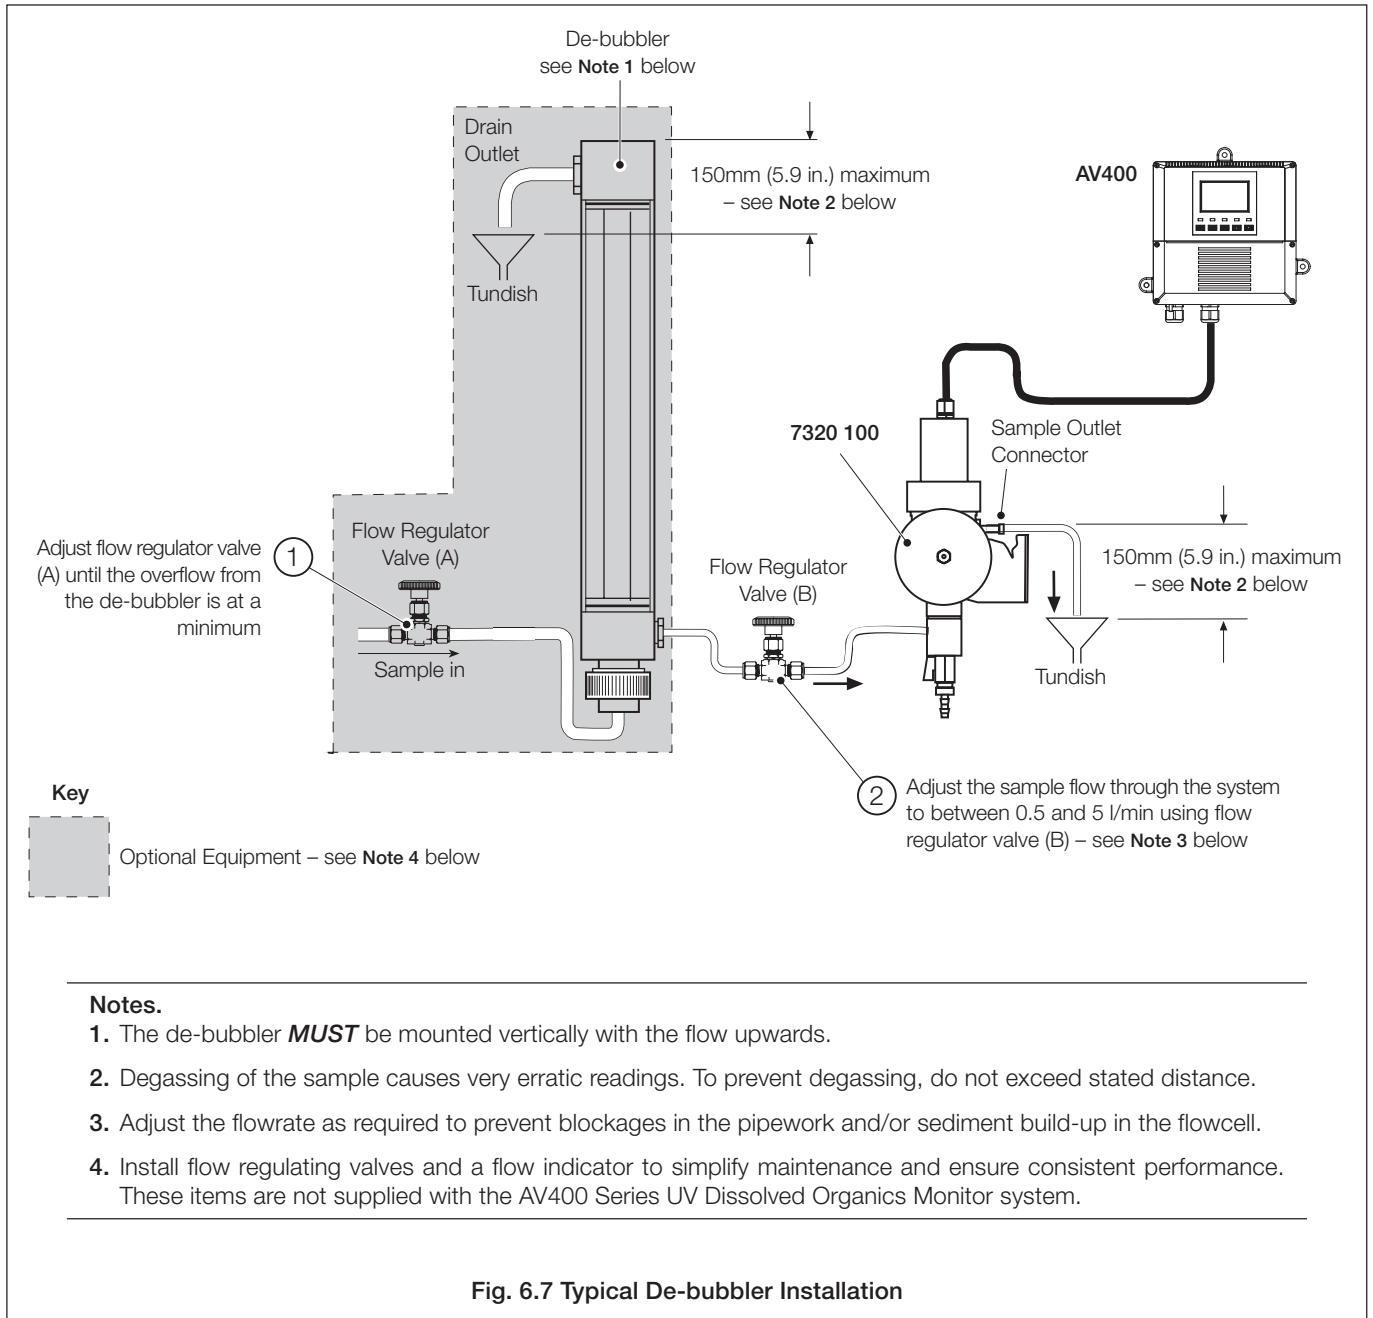 De-bubbler
see Note 1 below
Drain
Outlet
150mm (5.9 in.) maximum
– see Note 2 below
Tundish
AV400
7320 100
Sample Outlet
Connector
Adjust flow regulator valve
(A) until the overflow from
the de-bubbler is at a
minimum
1
Flow Regulator
Valve (A)
Sample in
Flow Regulator
Valve (B)
150mm (5.9 in.) maximum
– see Note 2 below
Tundish
2
Adjust the sample flow through the system
to between 0.5 and 5 l/min using flow
regulator valve (B) – see Note 3 below
Key
Optional Equipment – see Note 4 below
Notes.
1. The de-bubbler MUST be mounted vertically with the flow upwards.
2. Degassing of the sample causes very erratic readings. To prevent degassing, do not exceed stated distance.
3. Adjust the flowrate as required to prevent blockages in the pipework and/or sediment build-up in the flowcell.
4. Install flow regulating valves and a flow indicator to simplify maintenance and ensure consistent performance.
These items are not supplied with the AV400 Series UV Dissolved Organics Monitor system.
Fig. 6.7 Typical De-bubbler Installation